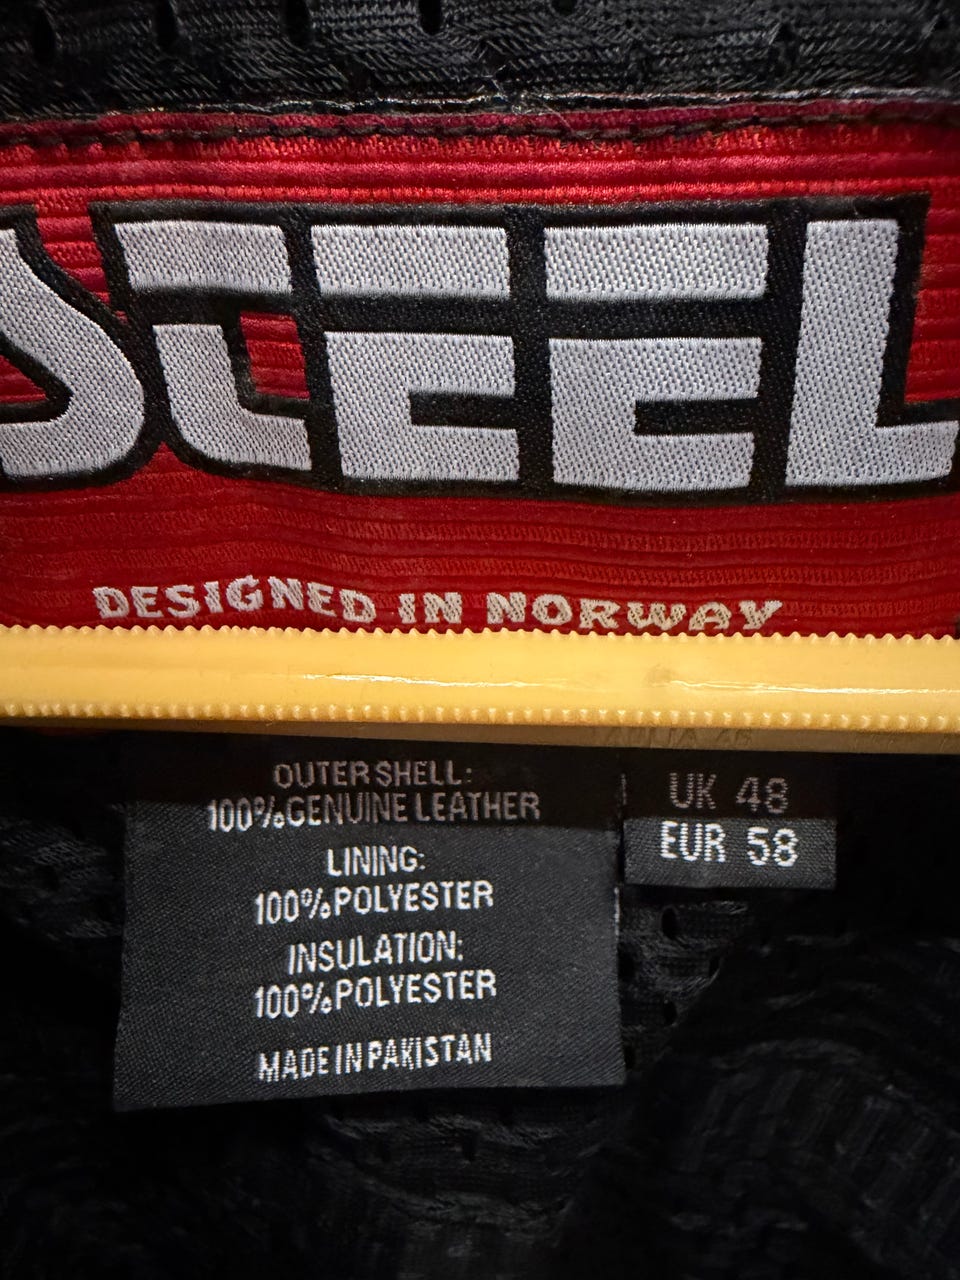 STEEL
DESIGNED IN NORWAY
OUTER SHELL:
100% GENUINE LEATHER
LINING:
100% POLYESTER
INSULATION:
100% POLYESTER
MADE IN PAKISTAN
UK 48
EUR 58